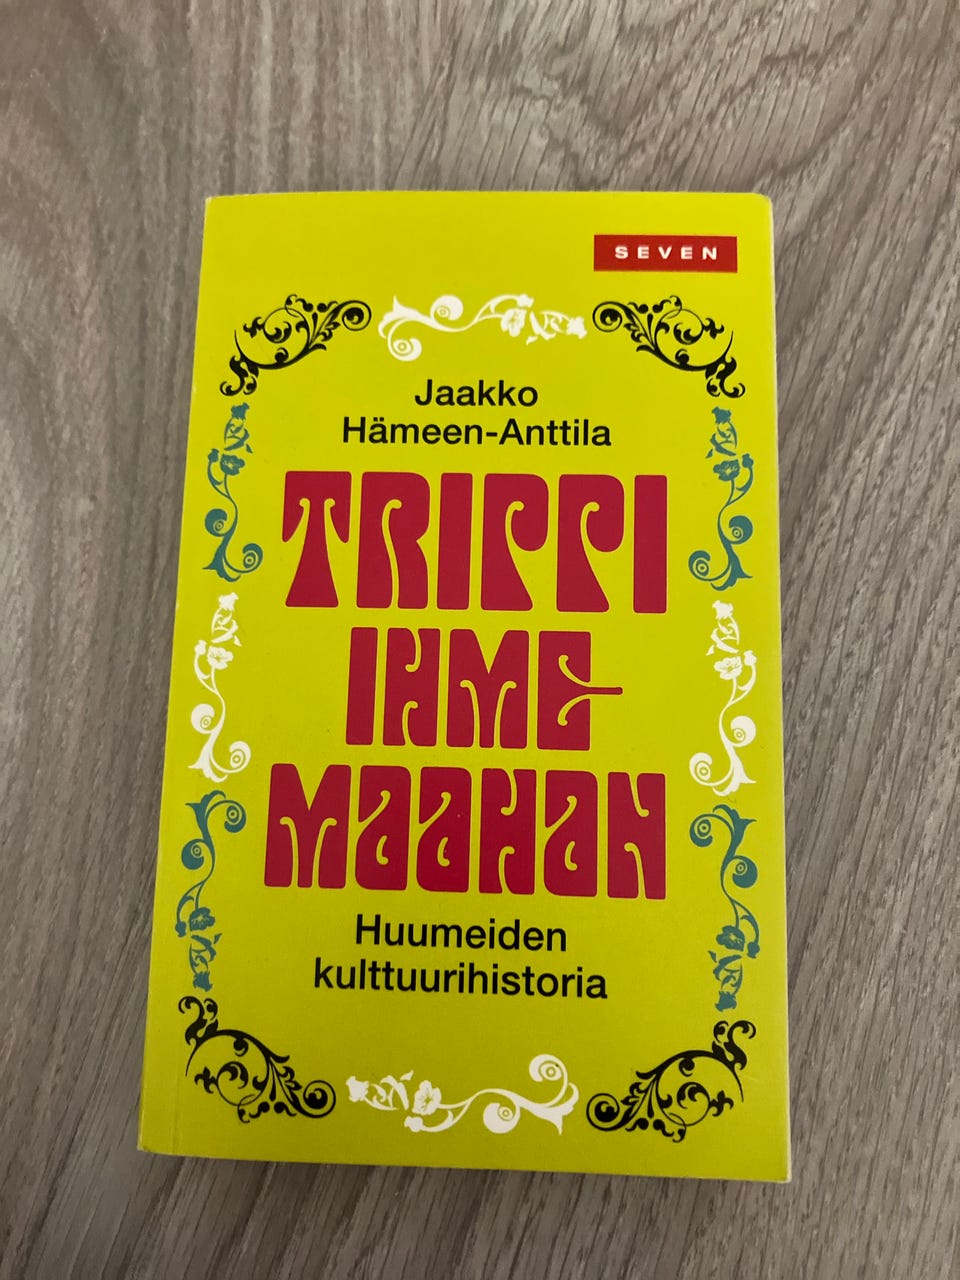 SEVEN
Jaakko
Hämeen-Anttila
TRIPPI
IHME
MAAHAN
Huumeiden
kulttuurihistoria